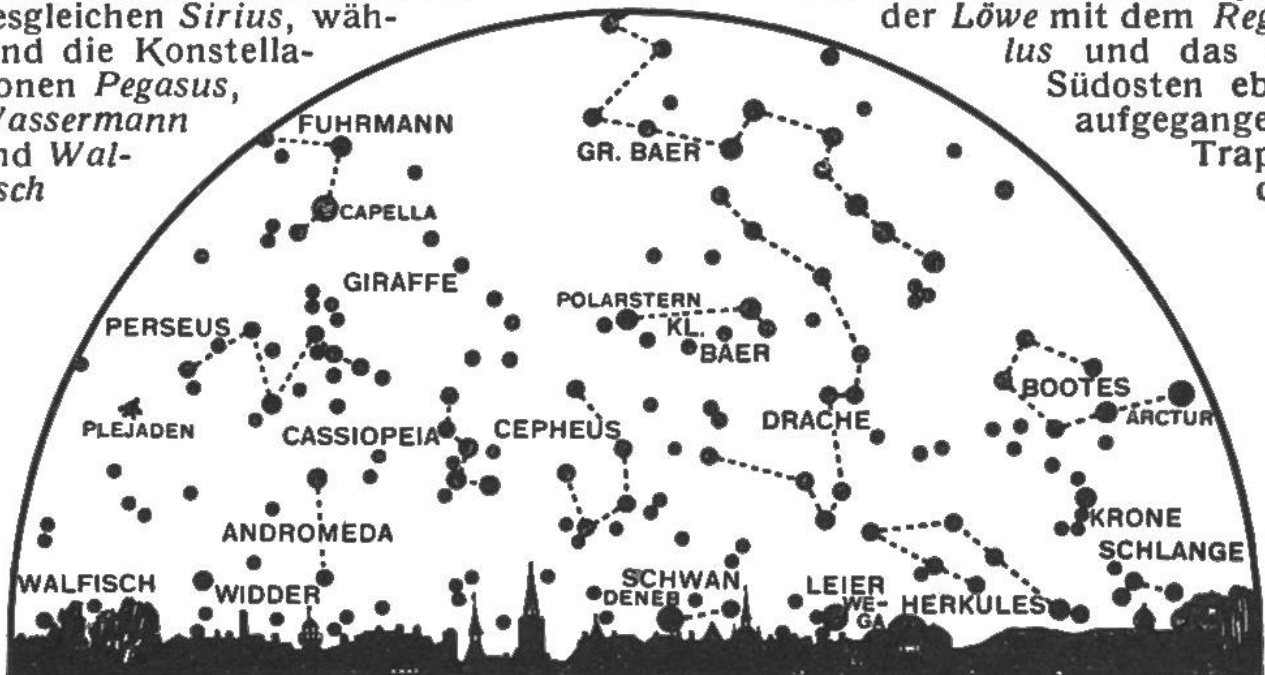 esgleichen Sirius, wäh-
nd die Konstella-
onen Pegasus,
Wassermann
nd Wal-
sch
der Löwe mit dem Reg
lus und das
Südosten eb
aufgegange
Trap
FUHRMANN
GR. BAER
CAPELLA
GIRAFFE
POLARSTERN
PERSEUS
KL.
BAER
BOOTES
ARCTUR
PLEJADEN
CASSIOPEIA
CEPHEUS
DRACHE
ANDROMEDA
KRONE
SCHLANGE
WALFISCH
WIDDER
SCHWAN
DENEB
LEIER
WE-
GA
HERKULES